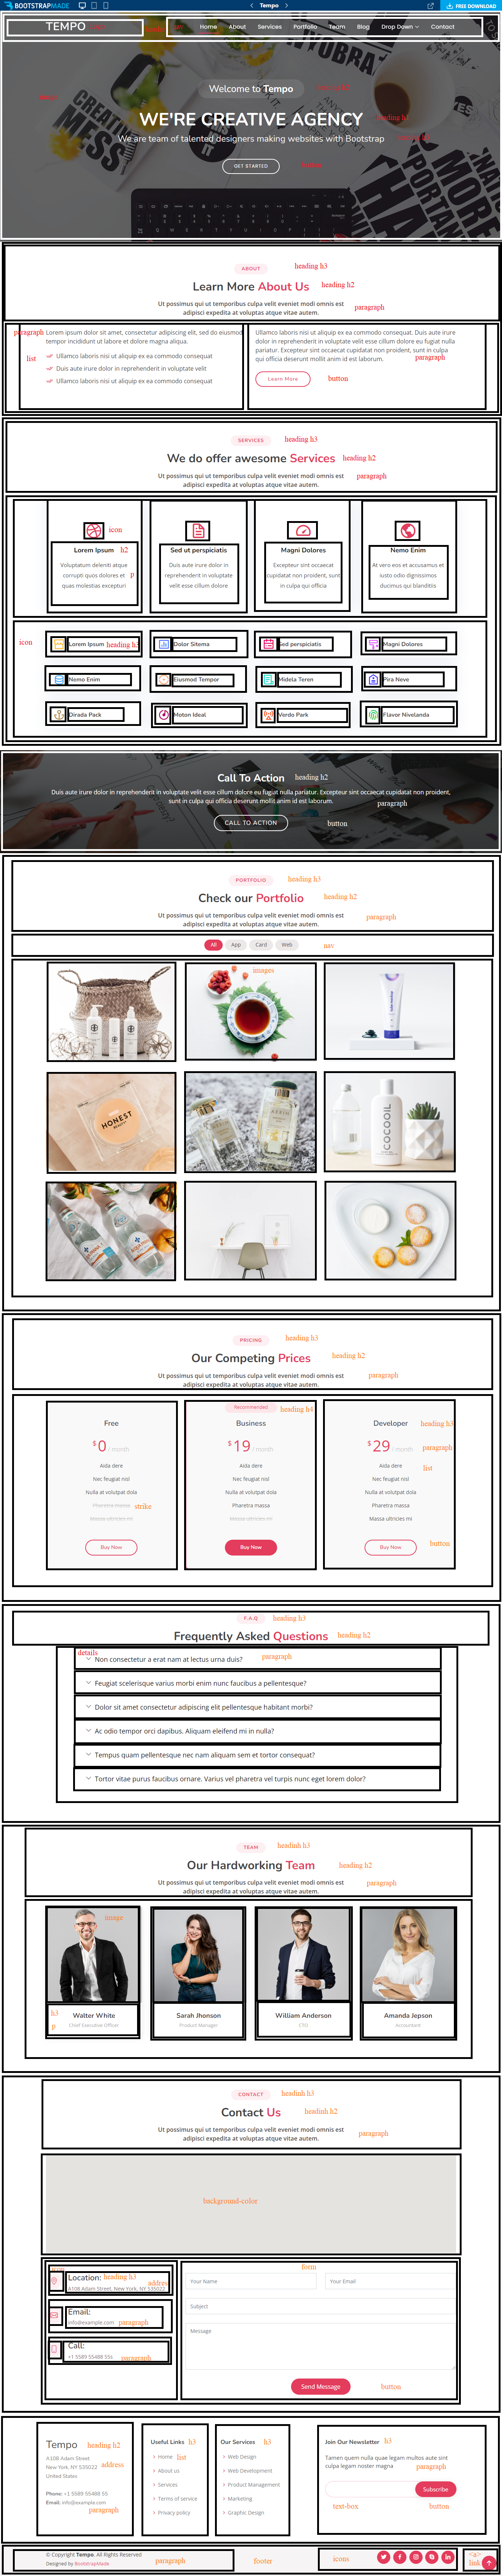 BOOTSTRAPMADE
Tempo
FREE DOWNLOAD
TEMPO
Home About Services Portfolio Team Blog Drop Down Contact
Welcome to Tempo
WE'RE CREATIVE AGENCY
heading h1
We are team of talented designers making websites with Bootstrap
GET STARTED
ABOUT
heading h3
Learn More About Us
heading h2
Ut possimus qui ut temporibus culpa velit eveniet modi omnis est
adipisci expedita at voluptas atque vitae autem.
paragraph
paragraph
Lorem ipsum dolor sit amet, consectetur adipiscing elit, sed do eiusmod
tempor incididunt ut labore et dolore magna aliqua.
list
Ullamco laboris nisi ut aliquip ex ea commodo consequat
Duis aute irure dolor in reprehenderit in voluptate velit
Ullamco laboris nisi ut aliquip ex ea commodo consequat
Ullamco laboris nisi ut aliquip ex ea commodo consequat. Duis aute irure
dolor in reprehenderit in voluptate velit esse cillum dolore eu fugiat nulla
pariatur. Excepteur sint occaecat cupidatat non proident, sunt in culpa
qui officia deserunt mollit anim id est laborum.
paragraph
Learn More
button
SERVICES
heading h3
We do offer awesome Services
heading h2
Ut possimus qui ut temporibus culpa velit eveniet modi omnis est
adipisci expedita at voluptas atque vitae autem.
paragraph
icon
Lorem Ipsum
h2
Voluptatum deleniti atque
corrupti quos dolores et
quas molestias excepturi
p
Sed ut perspiciatis
Duis aute irure dolor in
reprehenderit in voluptate
velit esse cillum dolore
Magni Dolores
Excepteur sint occaecat
cupidatat non proident, sunt
in culpa qui officia
Nemo Enim
At vero eos et accusamus et
iusto odio dignissimos
ducimus qui blanditiis
icon
Lorem Ipsum
heading h3
Dolor Sitema
Sed perspiciatis
Magni Dolores
Nemo Enim
Eiusmod Tempor
Midela Teren
Pira Neve
Dirada Pack
Moton Ideal
Verdo Park
Flavor Nivelanda
Call To Action
heading h2
Duis aute irure dolor in reprehenderit in voluptate velit esse cillum dolore eu fugiat nulla pariatur. Excepteur sint occaecat cupidatat non proident,
sunt in culpa qui officia deserunt mollit anim id est laborum.
paragraph
CALL TO ACTION
button
PORTFOLIO
heading h3
Check our Portfolio
heading h2
Ut possimus qui ut temporibus culpa velit eveniet modi omnis est
adipisci expedita at voluptas atque vitae autem.
paragraph
All App Card Web
nav
images
HONEST
COCOOIL
PRICING
heading h3
Our Competing Prices
heading h2
Ut possimus qui ut temporibus culpa velit eveniet modi omnis est
adipisci expedita at voluptas atque vitae autem.
paragraph
Free
$0 / month
Aida dere
Nec feugiat nisl
Nulla at volutpat dola
Pharetra massa
strike
Massa ultricies mi
Buy Now
Recommended
heading h4
Business
$19 / month
Aida dere
Nec feugiat nisl
Nulla at volutpat dola
Pharetra massa
Massa ultricies mi
Buy Now
Developer
heading h3
$29 / month
paragraph
Aida dere
list
Nec feugiat nisl
Nulla at volutpat dola
Pharetra massa
Massa ultricies mi
Buy Now
button
F.A.Q
heading h3
Frequently Asked Questions
heading h2
details
Non consectetur a erat nam at lectus urna duis?
paragraph
Feugiat scelerisque varius morbi enim nunc faucibus a pellentesque?
Dolor sit amet consectetur adipiscing elit pellentesque habitant morbi?
Ac odio tempor orci dapibus. Aliquam eleifend mi in nulla?
Tempus quam pellentesque nec nam aliquam sem et tortor consequat?
Tortor vitae purus faucibus ornare. Varius vel pharetra vel turpis nunc eget lorem dolor?
TEAM
headinh h3
Our Hardworking Team
heading h2
Ut possimus qui ut temporibus culpa velit eveniet modi omnis est
adipisci expedita at voluptas atque vitae autem.
paragraph
image
h3
Walter White
p
Chief Executive Officer
Sarah Jhonson
Product Manager
William Anderson
CTO
Amanda Jepson
Accountant
CONTACT
headinh h3
Contact Us
headinh h2
Ut possimus qui ut temporibus culpa velit eveniet modi omnis est
adipisci expedita at voluptas atque vitae autem.
paragraph
background-color
Location:
heading h3
address
A108 Adam Street, New York, NY 535022
Email:
info@example.com
paragraph
Call:
+1 5589 55488 55s
paragraph
form
Your Name
Your Email
Subject
Message
Send Message
button
Tempo
heading h2
A108 Adam Street
New York, NY 535022
United States
address
Phone: +1 5589 55488 55
Email: info@example.com
paragraph
Useful Links
h3
Home
list
About us
Services
Terms of service
Privacy policy
Our Services
h3
Web Design
Web Development
Product Management
Marketing
Graphic Design
Join Our Newsletter
h3
Tamen quem nulla quae legam multos aute sint
culpa legam noster magna
paragraph
Subscribe
text-box
button
© Copyright Tempo. All Rights Reserved
Designed by BootstrapMade
paragraph
footer
icons
link